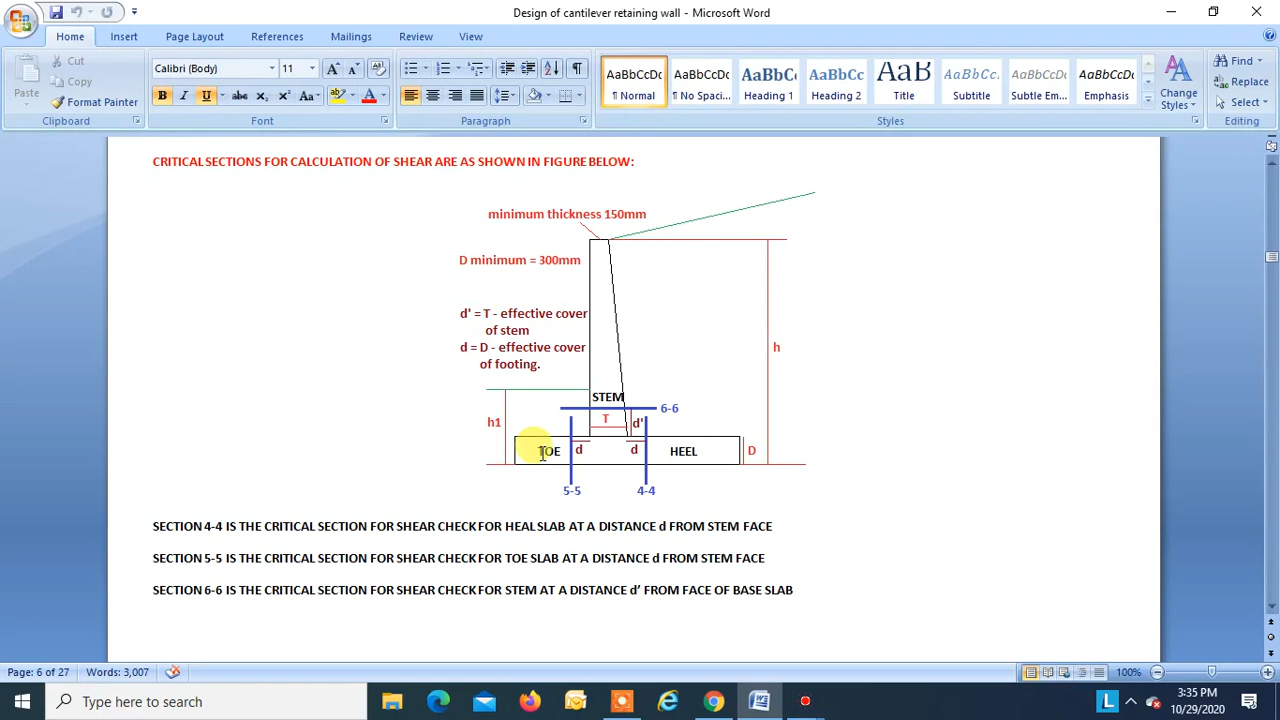 Design of cantilever retaining wall - Microsoft Word
Home Insert Page Layout References Mailings Review View
Paste
Cut
Copy
Format Painter
Clipboard
Calibri (Body) 11
Font
Paragraph
AaBbCcDc AaBbCcDc AaBbCc AaBbCc AaB AaBbCc. AaBbCcDc AaBbCcDc
¶ Normal ¶ No Spaci... Heading 1 Heading 2 Title Subtitle Subtle Em... Emphasis
Change Styles
Styles
Find
Replace
Select
Editing
CRITICAL SECTIONS FOR CALCULATION OF SHEAR ARE AS SHOWN IN FIGURE BELOW:
minimum thickness 150mm
D minimum = 300mm
d' = T - effective cover
of stem
d = D - effective cover
of footing.
h
STEM
6-6
h1
T
d'
TOE
d
d
HEEL
D
5-5
4-4
SECTION 4-4 IS THE CRITICAL SECTION FOR SHEAR CHECK FOR HEAL SLAB AT A DISTANCE d FROM STEM FACE
SECTION 5-5 IS THE CRITICAL SECTION FOR SHEAR CHECK FOR TOE SLAB AT A DISTANCE d FROM STEM FACE
SECTION 6-6 IS THE CRITICAL SECTION FOR SHEAR CHECK FOR STEM AT A DISTANCE d’ FROM FACE OF BASE SLAB
Page: 6 of 27 Words: 3,007 100%
Type here to search
3:35 PM
10/29/2020